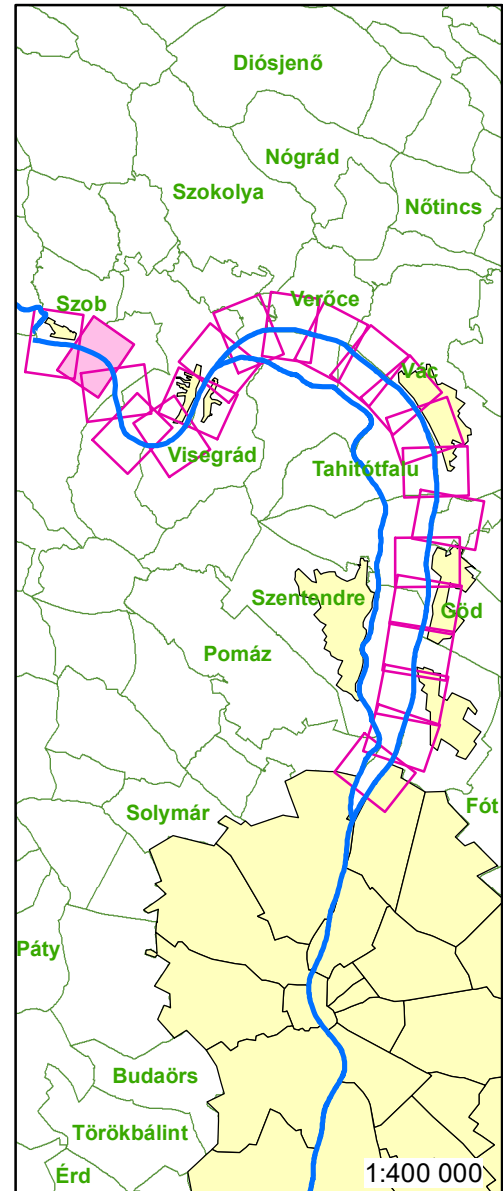 Diósjenő
Nógrád
Szokolya
Nőtincs
Szob
Verőce
Vác
Visegrád
Tahitótfalu
Szentendre
Göd
Pomáz
Solymár
Fót
Páty
Budaörs
Törökbálint
Érd
1:400 000